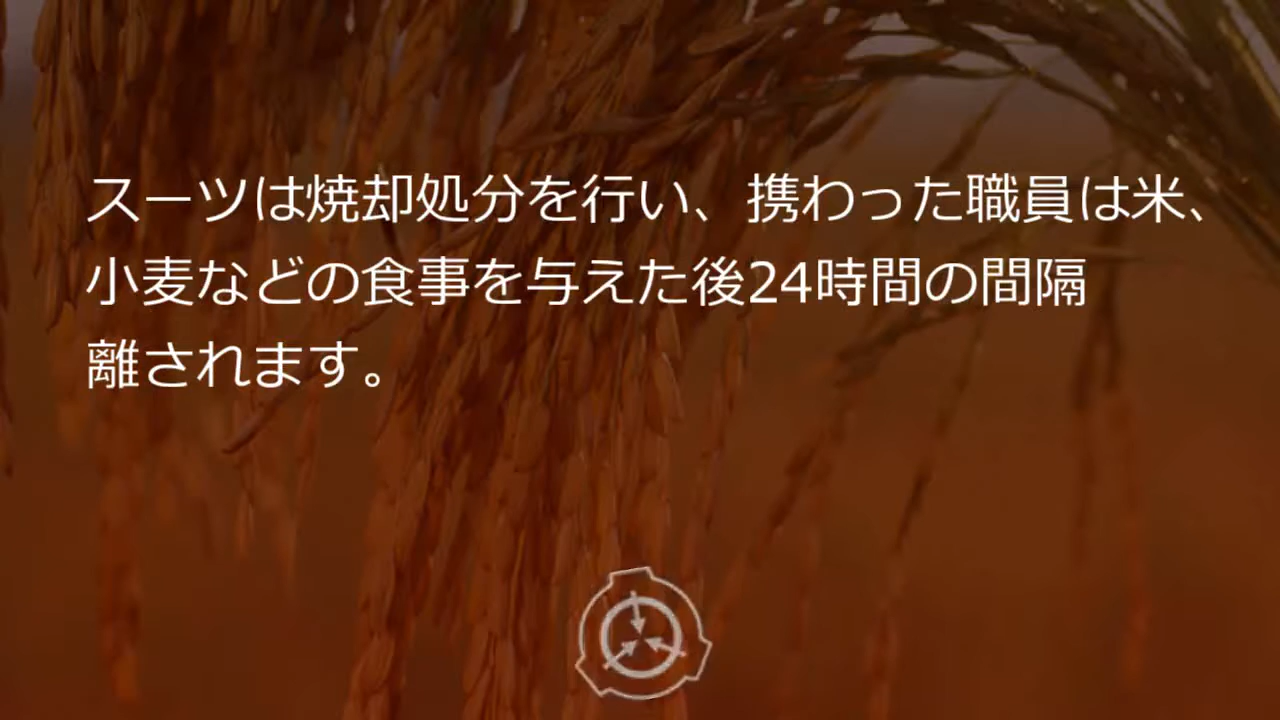 スーツは焼却処分を行い、携わった職員は米、
小麦などの食事を与えた後24時間の間隔
離されます。